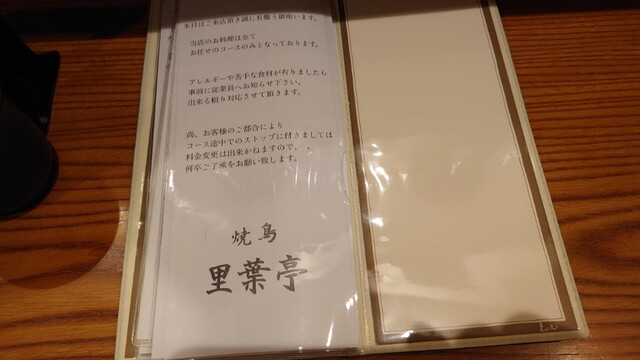 本日はご来店頂き誠に有難う御座います。
当店のお料理は全て
お任せのコースのみとなっております。
アレルギーや苦手な食材が有りましたら
事前に従業員へお知らせ下さい。
出来る限り対応させて頂きます。
尚、お客様のご都合により
コース途中でのストップに付きましては
料金変更は出来かねますので、
何卒ご了承をお願い致します。
焼鳥
里葉亭